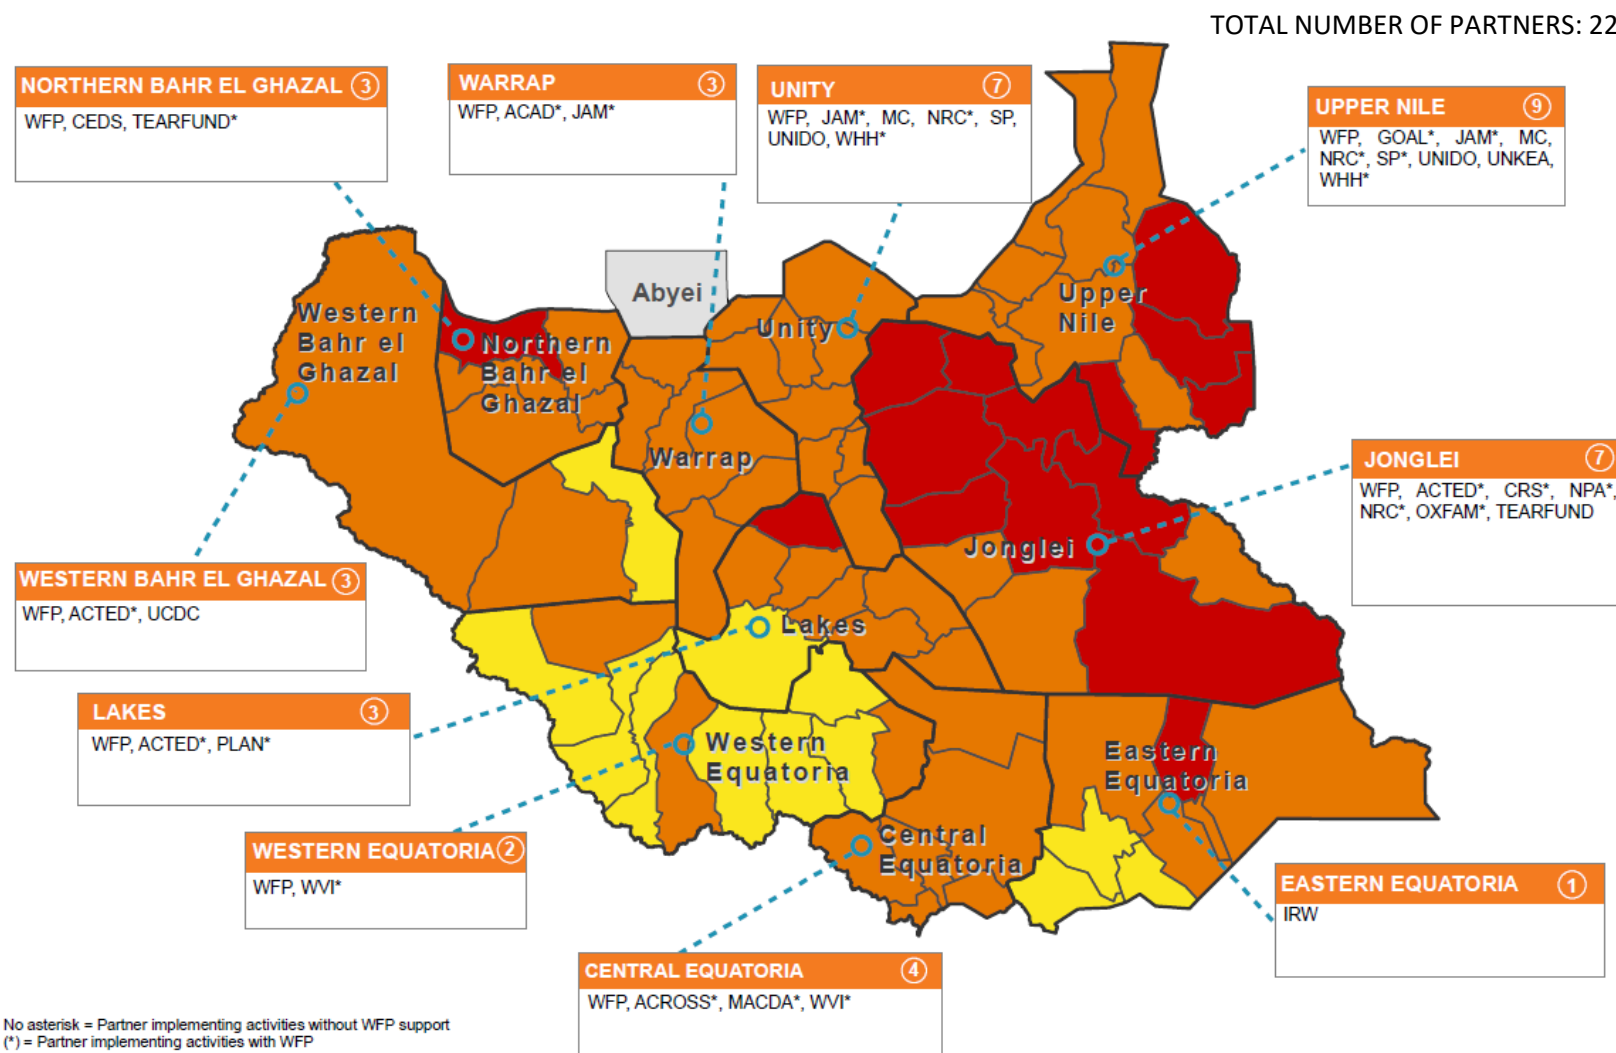 TOTAL NUMBER OF PARTNERS: 22
NORTHERN BAHR EL GHAZAL 3
WFP, CEDS, TEARFUND*
WARRAP 3
WFP, ACAD*, JAM*
UNITY 7
WFP, JAM*, MC, NRC*, SP,
UNIDO, WHH*
UPPER NILE 9
WFP, GOAL*, JAM*, MC,
NRC*, SP*, UNIDO, UNKEA,
WHH*
Abyei
Western
Bahr el
Ghazal
Northern
Bahr el
Ghazal
Unity
Upper
Nile
Warrap
Jonglei
Lakes
Western
Equatoria
Central
Equatoria
Eastern
Equatoria
JONGLEI 7
WFP, ACTED*, CRS*, NPA*,
NRC*, OXFAM*, TEARFUND
WESTERN BAHR EL GHAZAL 3
WFP, ACTED*, UCDC
LAKES 3
WFP, ACTED*, PLAN*
WESTERN EQUATORIA 2
WFP, WVI*
EASTERN EQUATORIA 1
IRW
CENTRAL EQUATORIA 4
WFP, ACROSS*, MACDA*, WVI*
No asterisk = Partner implementing activities without WFP support
(*) = Partner implementing activities with WFP